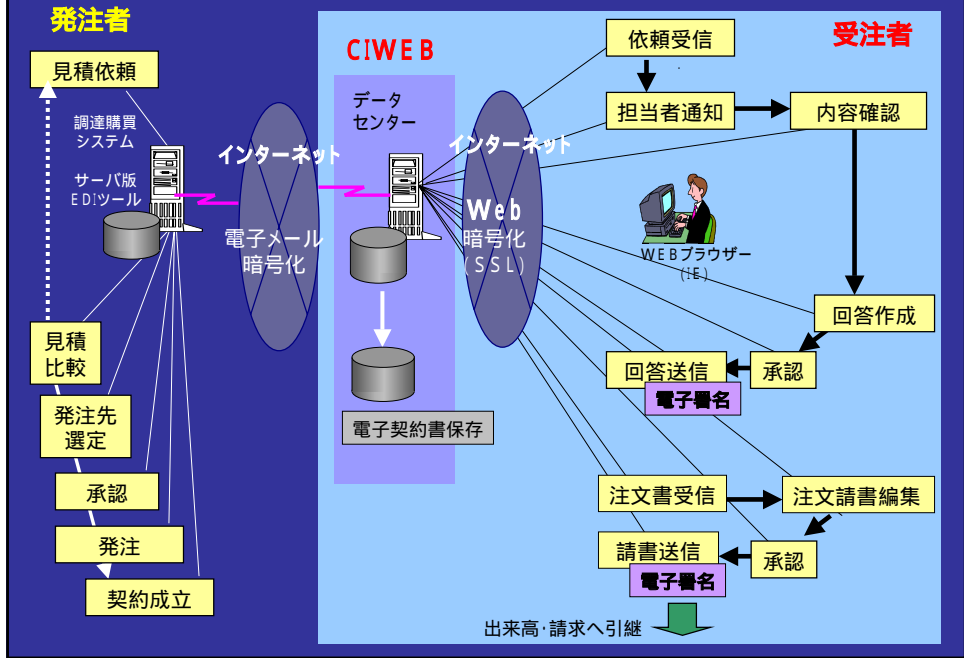 発注者
見積依頼
調達購買
システム
サーバ版
EDIツール
見積
比較
発注先
選定
承認
発注
契約成立
インターネット
電子メール
暗号化
CIWEB
データ
センター
電子契約書保存
インターネット
Web
暗号化
(SSL)
受注者
依頼受信
担当者通知
内容確認
WEBブラウザー
(IE)
回答作成
承認
回答送信
電子署名
注文書受信
注文請書編集
承認
請書送信
電子署名
出来高・請求へ引継